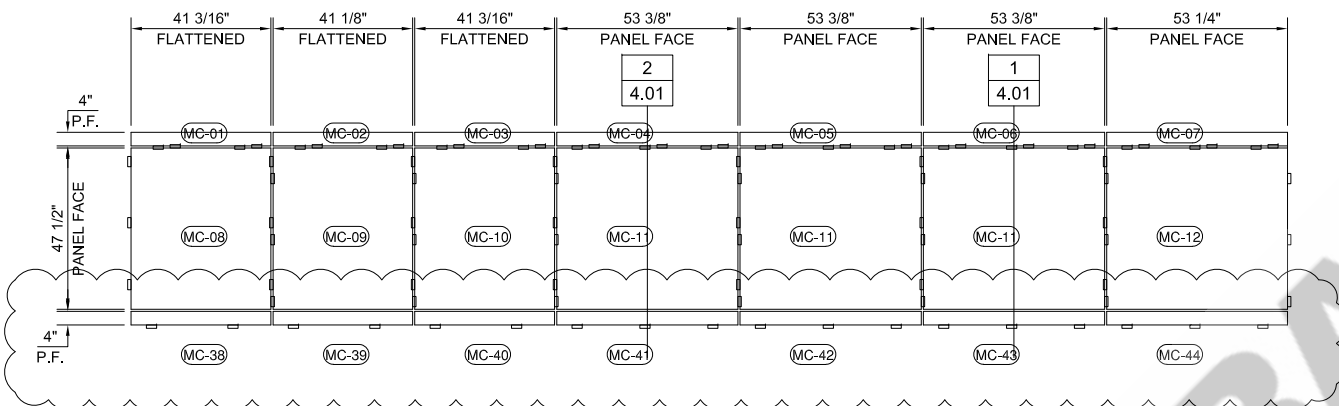 41 3/16" 41 1/8" 41 3/16" 53 3/8" 53 3/8" 53 3/8" 53 1/4"
FLATTENED FLATTENED FLATTENED PANEL FACE PANEL FACE PANEL FACE PANEL FACE
2 1
4.01 4.01
4"
P.F.
MC-01 MC-02 MC-03 MC-04 MC-05 MC-06 MC-07
47 1/2"
PANEL FACE
MC-08 MC-09 MC-10 MC-11 MC-11 MC-11 MC-12
4"
P.F.
MC-38 MC-39 MC-40 MC-41 MC-42 MC-43 MC-44